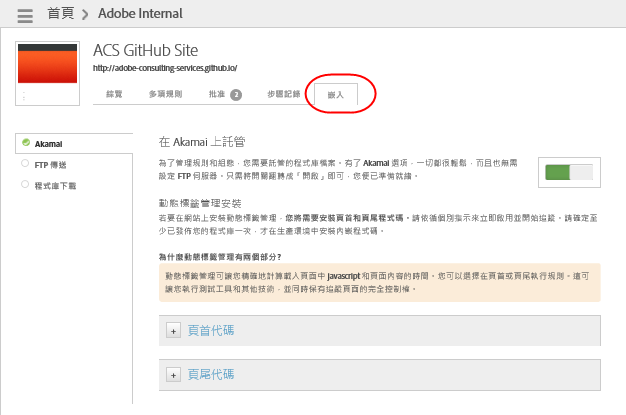 首頁 > Adobe Internal
ACS GitHub Site
http://adobe-consulting-services.github.io/
綜覽 多項規則 批准 2 步驟記錄 嵌入
Akamai
FTP 傳送
程式庫下載
在 Akamai 上託管
為了管理規則和組態，您需要託管的程式庫檔案。有了 Akamai 選項，一切都很輕鬆，而且也無需
設定 FTP 伺服器。只需將開關翻轉成「開啟」即可，您便已準備就緒。
動態標籤管理安裝
若要在網站上安裝動態標籤管理，您將需要安裝頁首和頁尾程式碼。請依循個別指示來立即啟用並開始追蹤。請確定至
少已發佈您的程式庫一次，才在生產環境中安裝內嵌程式碼。
為什麼動態標籤管理有兩個部分?
動態標籤管理可讓您精確地計算載入頁面中 javascript 和頁面內容的時間。您可以選擇在頁首或頁尾執行規則。這可
讓您執行測試工具和其他技術，並同時保有追蹤頁面的完全控制權。
+ 頁首代碼
+ 頁尾代碼